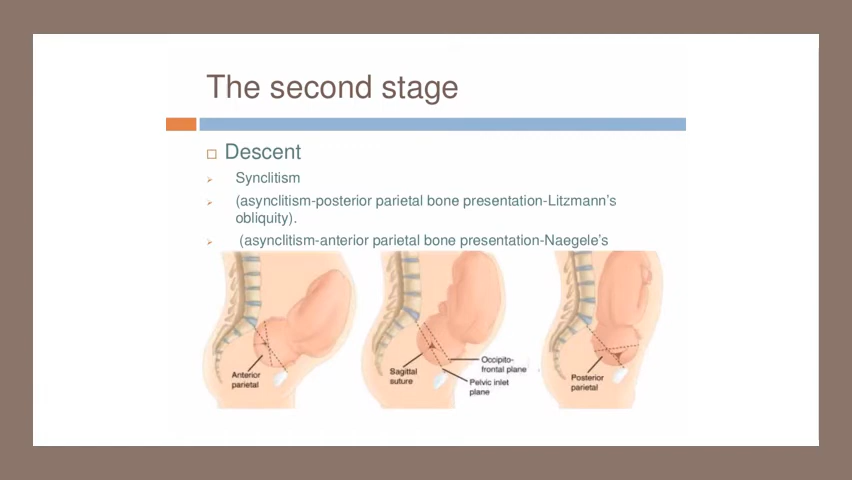 The second stage
Descent
Synclitism
(asynclitism-posterior parietal bone presentation-Litzmann's
obliquity).
(asynclitism-anterior parietal bone presentation-Naegele's
Anterior
parietal
Sagittal
suture
Occipito-
frontal plane
Pelvic inlet
plane
Posterior
parietal